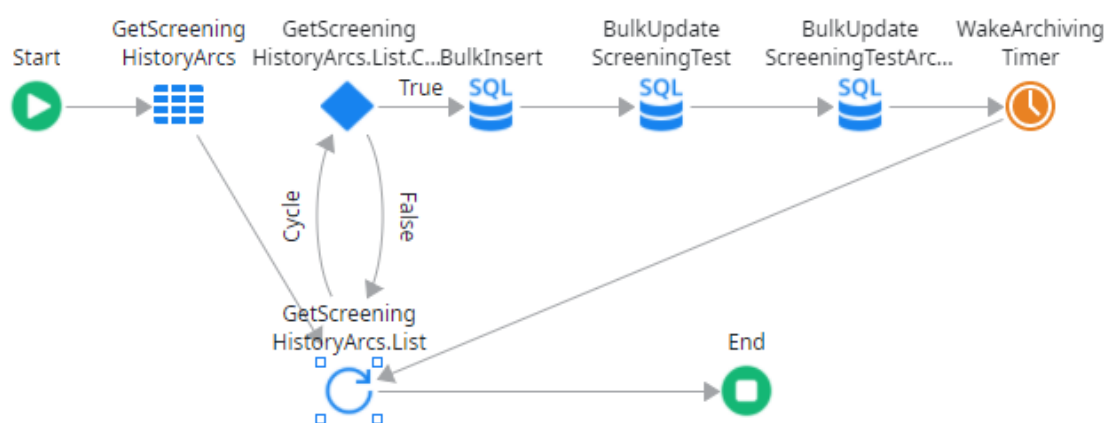 Start
GetScreening
HistoryArcs
GetScreening
HistoryArcs.List.C...
True
BulkInsert
SQL
BulkUpdate
ScreeningTest
SQL
BulkUpdate
ScreeningTestArc...
SQL
WakeArchiving
Timer
Cycle
False
GetScreening
HistoryArcs.List
End